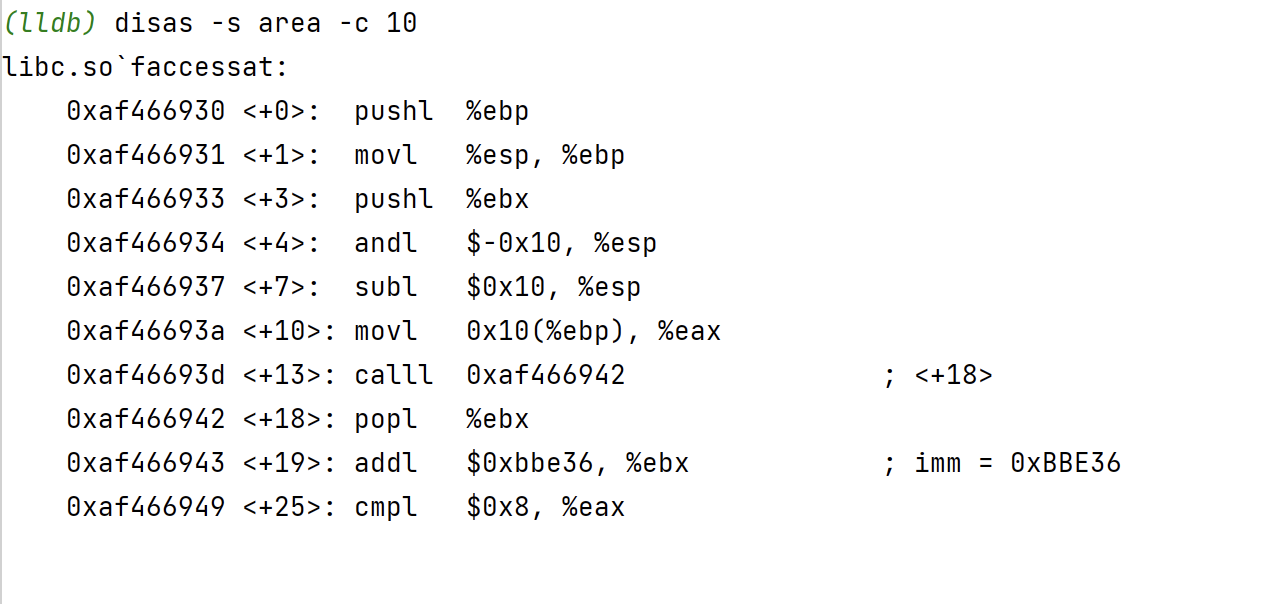 (lldb) disas -s area -c 10
libc.so`faccessat:
    0xaf466930 <+0>:  pushl  %ebp
    0xaf466931 <+1>:  movl   %esp, %ebp
    0xaf466933 <+3>:  pushl  %ebx
    0xaf466934 <+4>:  andl   $-0x10, %esp
    0xaf466937 <+7>:  subl   $0x10, %esp
    0xaf46693a <+10>: movl   0x10(%ebp), %eax
    0xaf46693d <+13>: calll  0xaf466942                ; <+18>
    0xaf466942 <+18>: popl   %ebx
    0xaf466943 <+19>: addl   $0xbbe36, %ebx            ; imm = 0xBBE36
    0xaf466949 <+25>: cmpl   $0x8, %eax